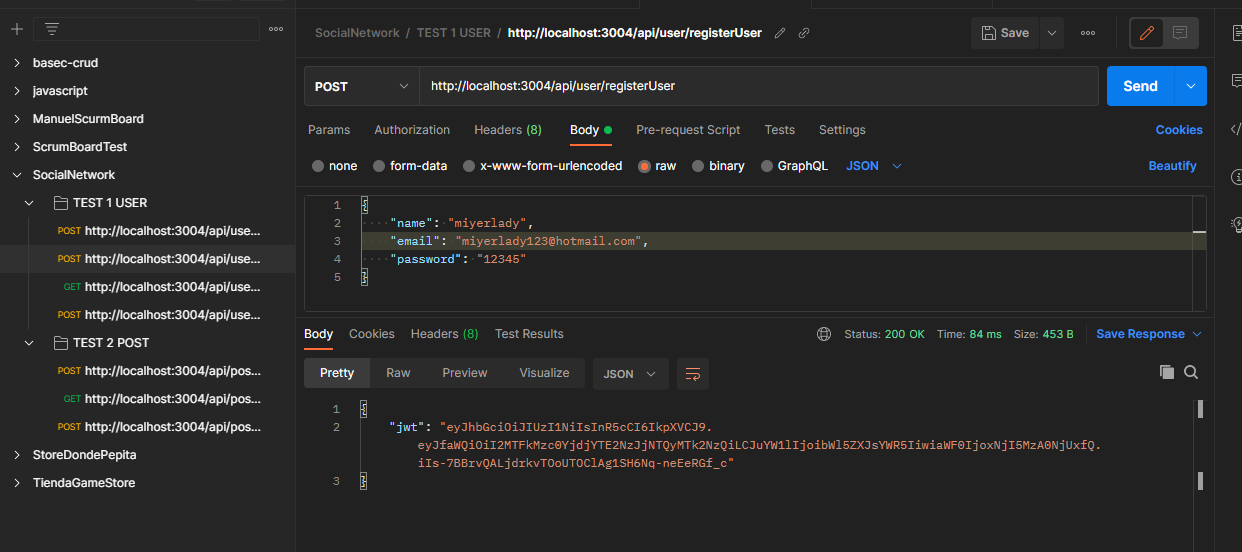 SocialNetwork / TEST 1 USER / http://localhost:3004/api/user/registerUser
Save
basec-crud
javascript
ManuelScurmBoard
ScrumBoardTest
SocialNetwork
TEST 1 USER
POST http://localhost:3004/api/use...
POST http://localhost:3004/api/use...
GET http://localhost:3004/api/use...
POST http://localhost:3004/api/use...
TEST 2 POST
POST http://localhost:3004/api/pos...
GET http://localhost:3004/api/pos...
POST http://localhost:3004/api/pos...
StoreDondePepita
TiendaGameStore
POST http://localhost:3004/api/user/registerUser Send
Params Authorization Headers (8) Body Pre-request Script Tests Settings Cookies
none form-data x-www-form-urlencoded raw binary GraphQL JSON Beautify
1 {
2 "name": "miyerlady",
3 "email": "miyerlady123@hotmail.com",
4 "password": "12345"
5 }
Body Cookies Headers (8) Test Results Status: 200 OK Time: 84 ms Size: 453 B Save Response
Pretty Raw Preview Visualize JSON
1 {
2 "jwt": "eyJhbGciOiJIUzI1NiIsInR5cCI6IkpXVCJ9.
eyJfaWQiOiI2MTFkMzc0YjdjYTE2NzJjNTQyMTk2NzQiLCJuYW1lIjoibWl5ZXJsYWR5IiwiaWF0IjoxNjI5MzA0NjUxfQ.
iIs-7BBrvQALjdrkvTOoUTOClAg1SH6Nq-neEeRGf_c"
3 }